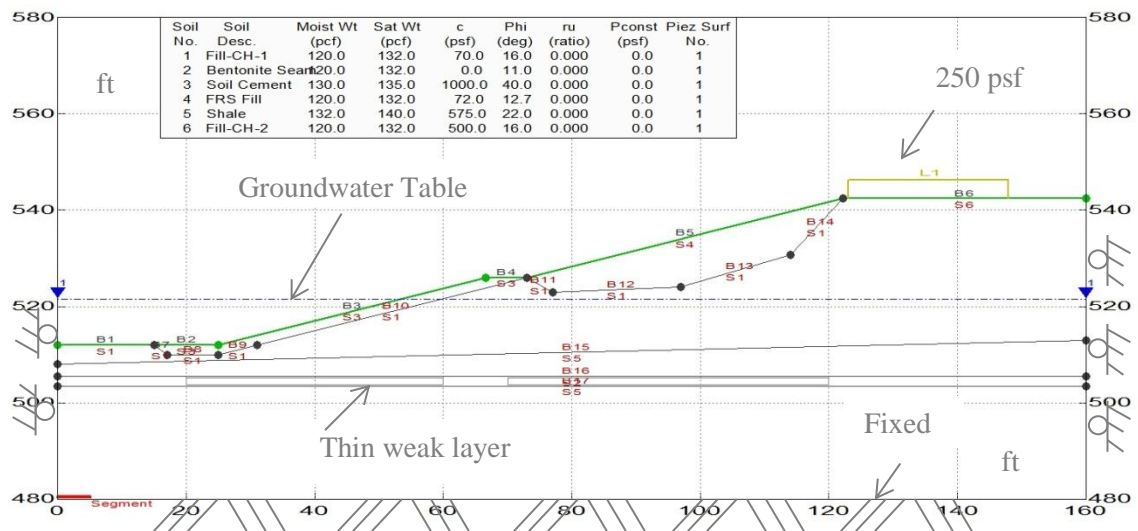 580
580
Soil Soil Moist Wt Sat Wt c Phi ru Pconst Piez Surf
No. Desc. (pcf) (pcf) (psf) (deg) (ratio) (psf) No.
1 Fill-CH-1 120.0 132.0 70.0 16.0 0.000 0.0 1
2 Bentonite Seam 120.0 132.0 0.0 11.0 0.000 0.0 1
3 Soil Cement 130.0 135.0 1000.0 40.0 0.000 0.0 1
4 FRS Fill 120.0 132.0 72.0 12.7 0.000 0.0 1
5 Shale 132.0 140.0 575.0 22.0 0.000 0.0 1
6 Fill-CH-2 120.0 132.0 500.0 16.0 0.000 0.0 1
ft
250 psf
560
560
Groundwater Table
L1
B6
S6
540
540
B14
S1
B5
S4
B13
S1
B4
S3
B11
S1
B12
S1
1
1
520
520
B3
S3
B10
S1
B1
S1
B2
B9
S1
S1
B15
S5
B16
S5
500
500
Thin weak layer
Fixed
ft
480
480
Segment
0 20 40 60 80 100 120 140 160